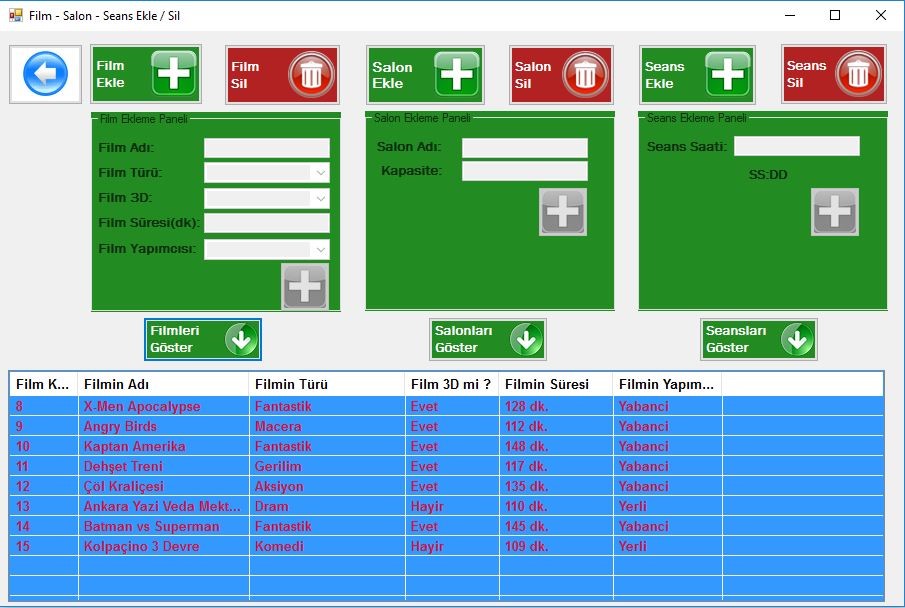 Film - Salon - Seans Ekle / Sil
Film
Ekle
Film
Sil
Salon
Ekle
Salon
Sil
Seans
Ekle
Seans
Sil
Film Ekleme Paneli
Film Adı:
Film Türü:
Film 3D:
Film Süresi(dk):
Film Yapımcısı:
Salon Ekleme Paneli
Salon Adı:
Kapasite:
Seans Ekleme Paneli
Seans Saati:
SS:DD
Filmleri
Göster
Salonları
Göster
Seansları
Göster
Film K... Filmin Adı Filmin Türü Film 3D mi ? Filmin Süresi Filmin Yapım...
8 X-Men Apocalypse Fantastik Evet 128 dk. Yabanci
9 Angry Birds Macera Evet 112 dk. Yabanci
10 Kaptan Amerika Fantastik Evet 148 dk. Yabanci
11 Dehşet Treni Gerilim Evet 117 dk. Yabanci
12 Çöl Kraliçesi Aksiyon Evet 135 dk. Yabanci
13 Ankara Yazi Veda Mekt... Dram Hayir 110 dk. Yerli
14 Batman vs Superman Fantastik Evet 145 dk. Yabanci
15 Kolpaçino 3 Devre Komedi Hayir 109 dk. Yerli